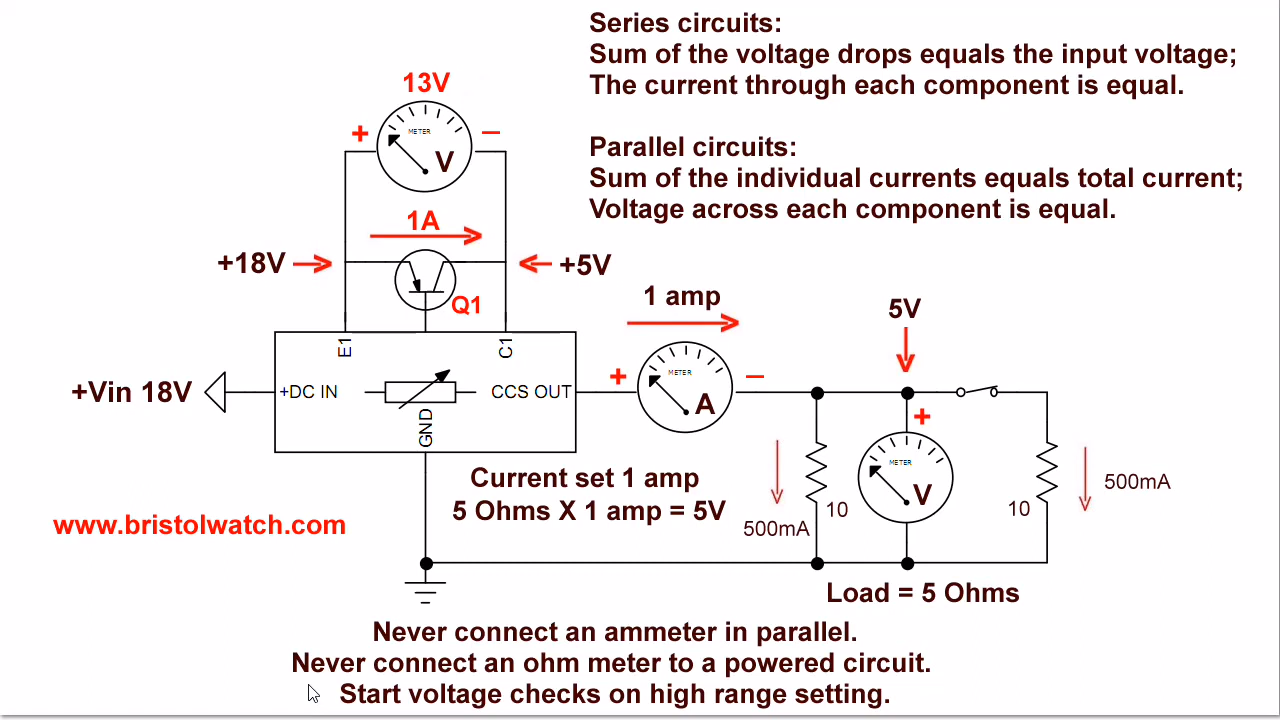 Series circuits:
Sum of the voltage drops equals the input voltage;
The current through each component is equal.
Parallel circuits:
Sum of the individual currents equals total current;
Voltage across each component is equal.
13V
+ METER –
V
1A
+18V
+5V
Q1
E1
C1
+Vin 18V
+DC IN
CCS OUT
GND
1 amp
+ METER –
A
5V
+
METER
V
10
500mA
10
500mA
Current set 1 amp
5 Ohms X 1 amp = 5V
www.bristolwatch.com
Load = 5 Ohms
Never connect an ammeter in parallel.
Never connect an ohm meter to a powered circuit.
Start voltage checks on high range setting.